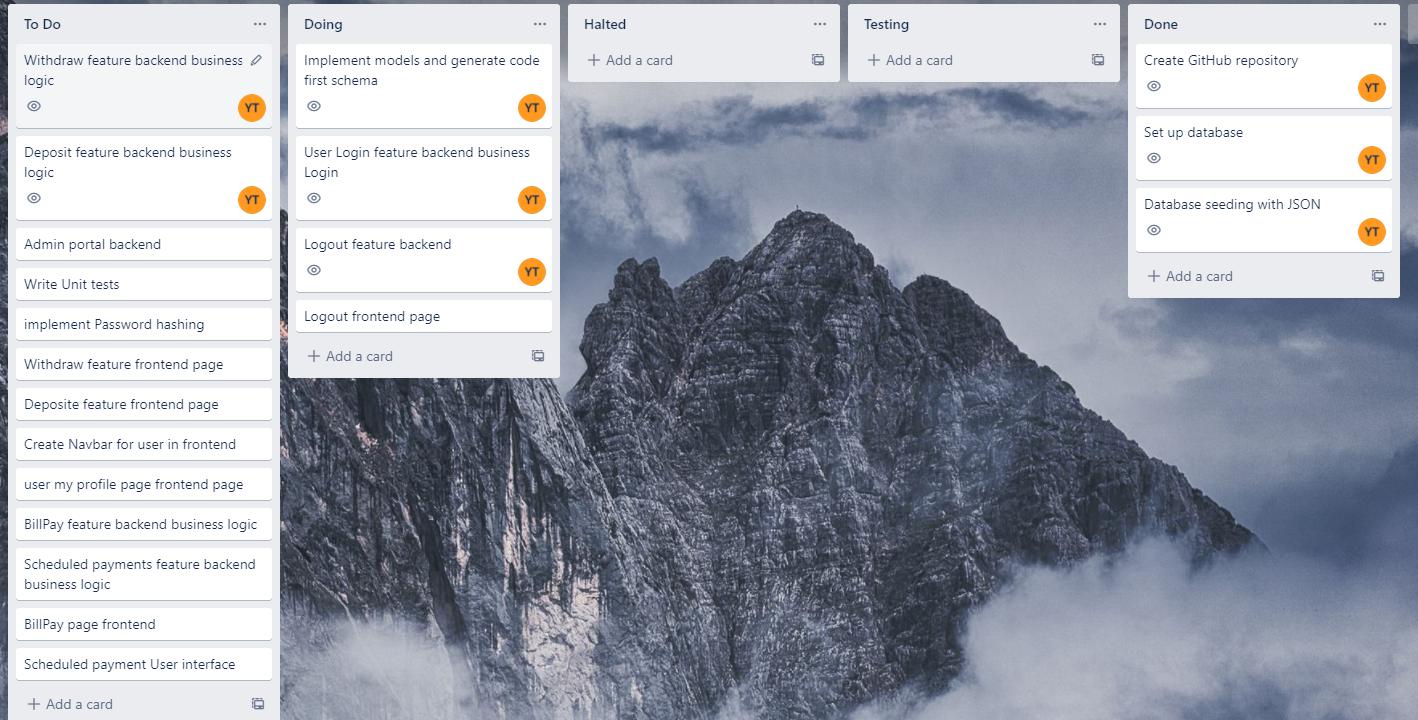 To Do
Withdraw feature backend business
logic
YT
Deposit feature backend business
logic
YT
Admin portal backend
Write Unit tests
implement Password hashing
Withdraw feature frontend page
Deposite feature frontend page
Create Navbar for user in frontend
user my profile page frontend page
BillPay feature backend business logic
Scheduled payments feature backend
business logic
BillPay page frontend
Scheduled payment User interface
Add a card
Doing
Implement models and generate code
first schema
YT
User Login feature backend business
Login
YT
Logout feature backend
YT
Logout frontend page
Add a card
Halted
Add a card
Testing
Add a card
Done
Create GitHub repository
YT
Set up database
YT
Database seeding with JSON
YT
Add a card